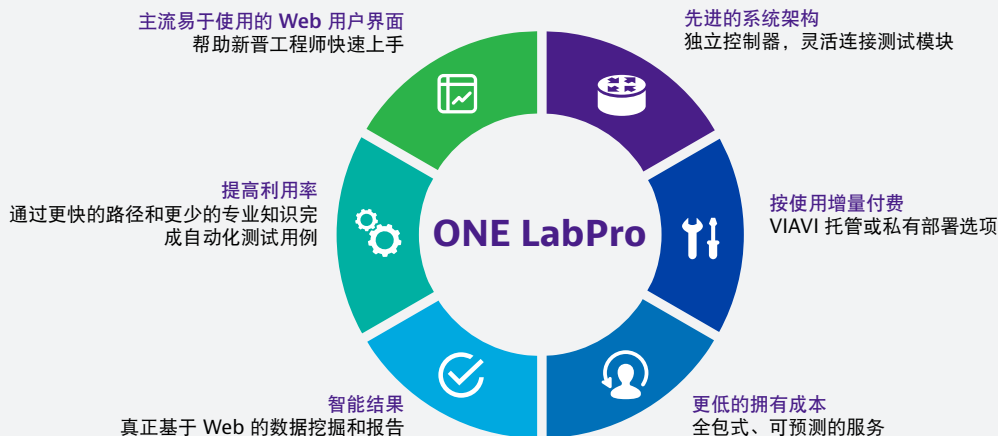 主流易于使用的 Web 用户界面
帮助新晋工程师快速上手
先进的系统架构
独立控制器，灵活连接测试模块
提高利用率
通过更快的路径和更少的专业知识完
成自动化测试用例
ONE LabPro
按使用增量付费
VIAVI 托管或私有部署选项
智能结果
真正基于 Web 的数据挖掘和报告
更低的拥有成本
全包式、可预测的服务